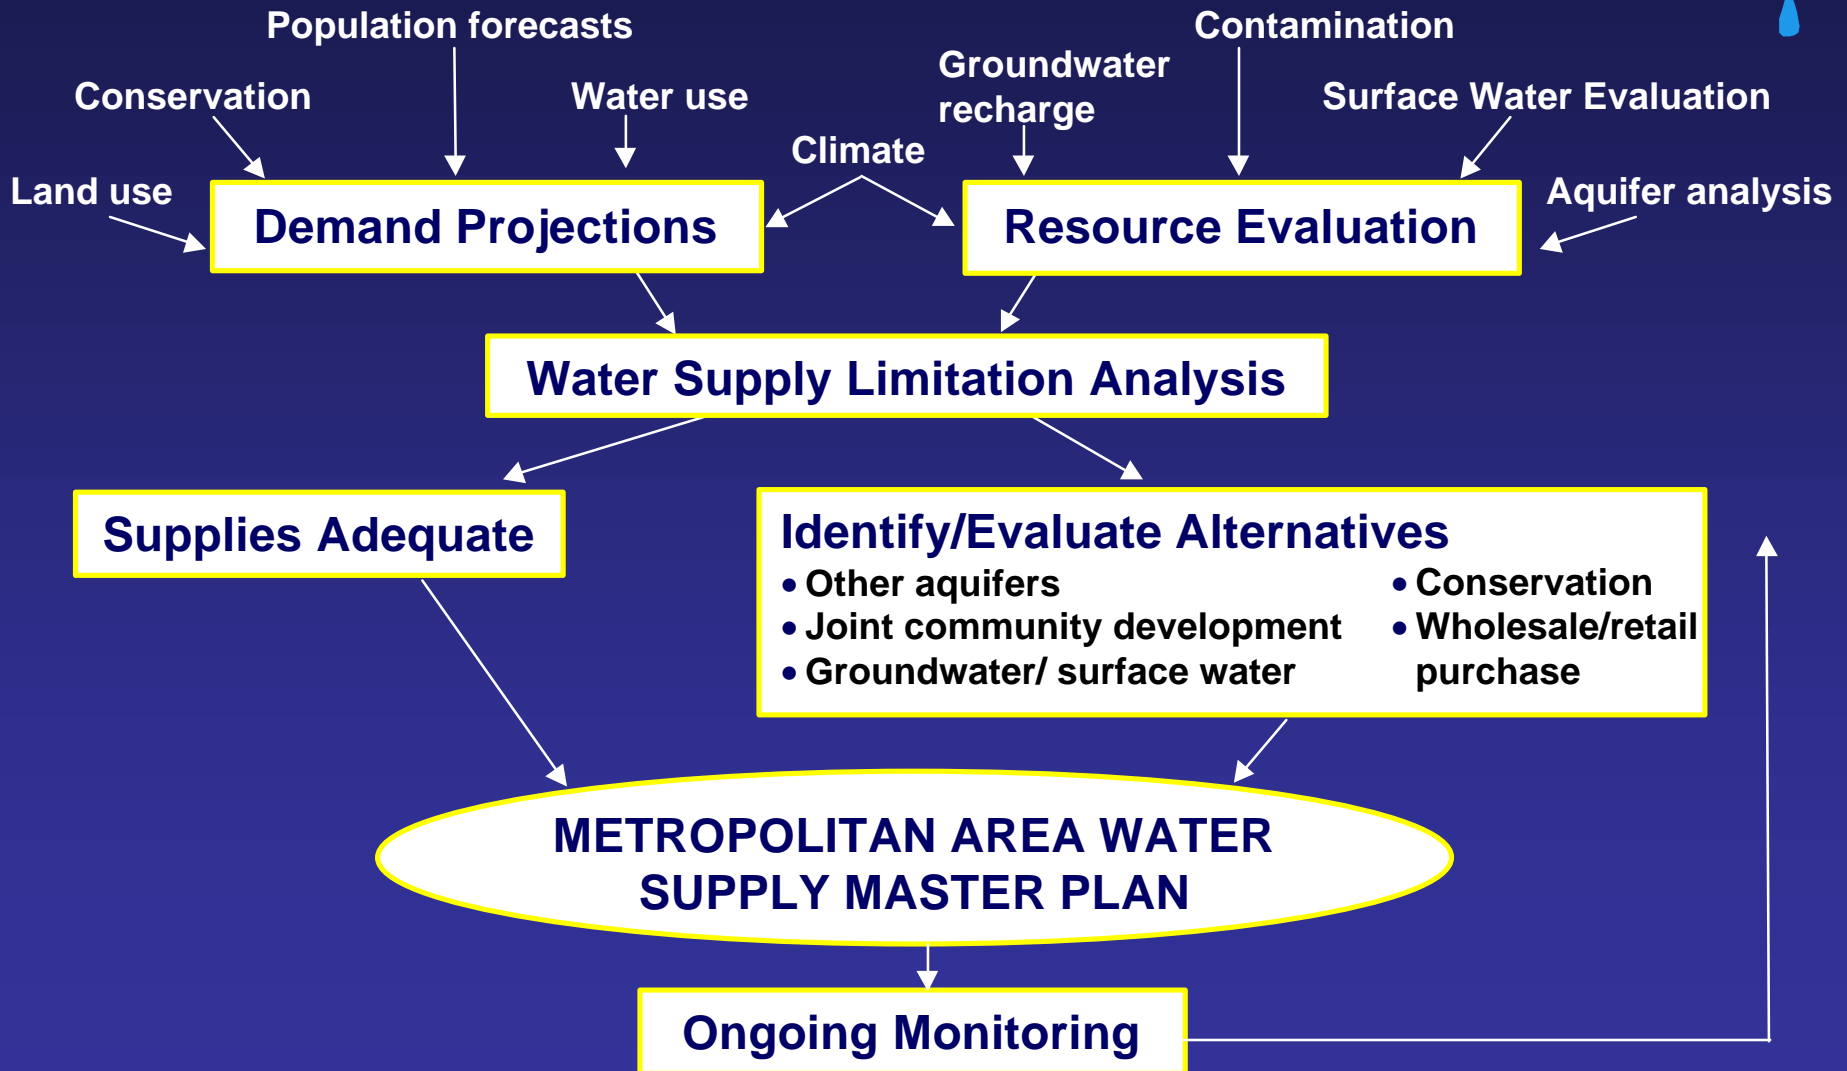 Population forecasts
Contamination
Groundwater
recharge
Conservation
Water use
Surface Water Evaluation
Climate
Land use
Aquifer analysis
Demand Projections
Resource Evaluation
Water Supply Limitation Analysis
Supplies Adequate
Identify/Evaluate Alternatives
• Other aquifers
• Joint community development
• Groundwater/ surface water
• Conservation
• Wholesale/retail
purchase
METROPOLITAN AREA WATER
SUPPLY MASTER PLAN
Ongoing Monitoring